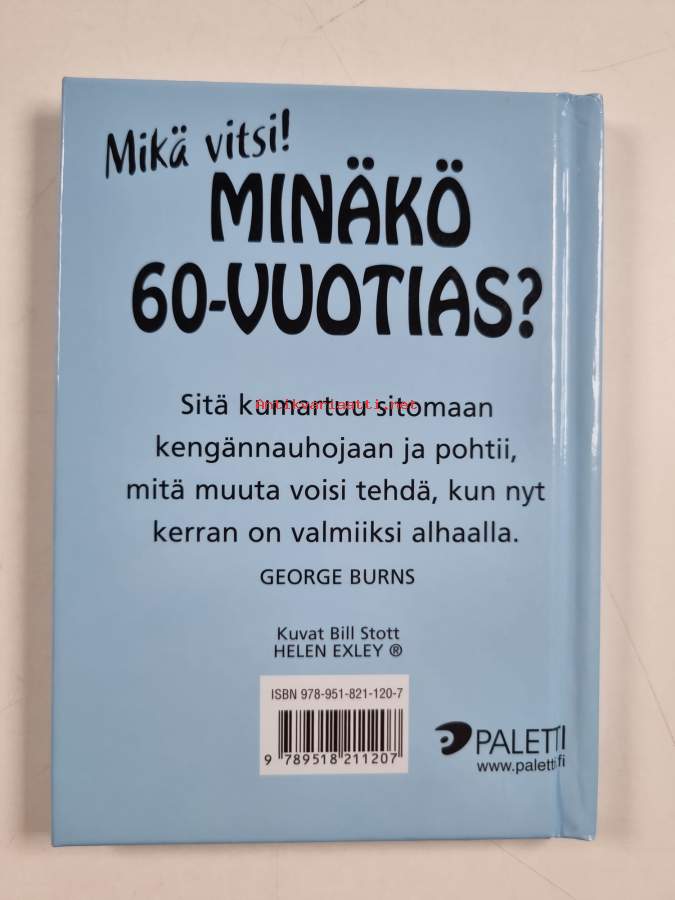 Mikä vitsi!
MINÄKÖ
60-VUOTIAS?
Sitä kumartuu sitomaan
Antikvariaatti.net
kengännauhojaan ja pohtii,
mitä muuta voisi tehdä, kun nyt
kerran on valmiiksi alhaalla.
GEORGE BURNS
Kuvat Bill Stott
HELEN EXLEY ®
ISBN 978-951-821-120-7
9 789518 211207
PALETTI
www.paletti.fi